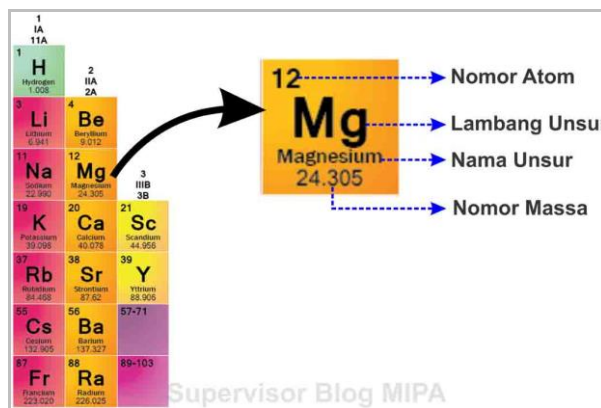 1
IA
11A
2
IIA
2A
3
IIIB
3B
1
H
Hydrogen
1.008
3
Li
Lithium
6.941
4
Be
Beryllium
9.012
11
Na
Sodium
22.990
12
Mg
Magnesium
24.305
19
K
Potassium
39.098
20
Ca
Calcium
40.078
21
Sc
Scandium
44.956
37
Rb
Rubidium
84.468
38
Sr
Strontium
87.62
39
Y
Yttrium
88.906
55
Cs
Cesium
132.905
56
Ba
Barium
137.327
57-71
87
Fr
Francium
223.020
88
Ra
Radium
226.025
89-103
12
Mg
Magnesium
24.305
Nomor Atom
Lambang Unsur
Nama Unsur
Nomor Massa
Supervisor Blog MIPA